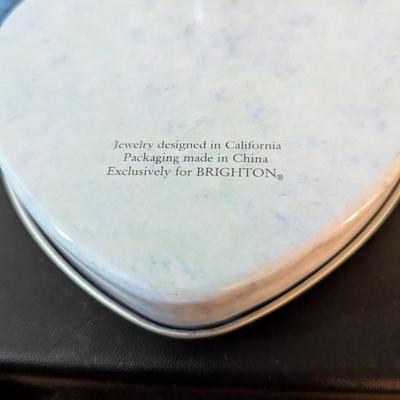 Jewelry designed in California
Packaging made in China
Exclusively for BRIGHTON®